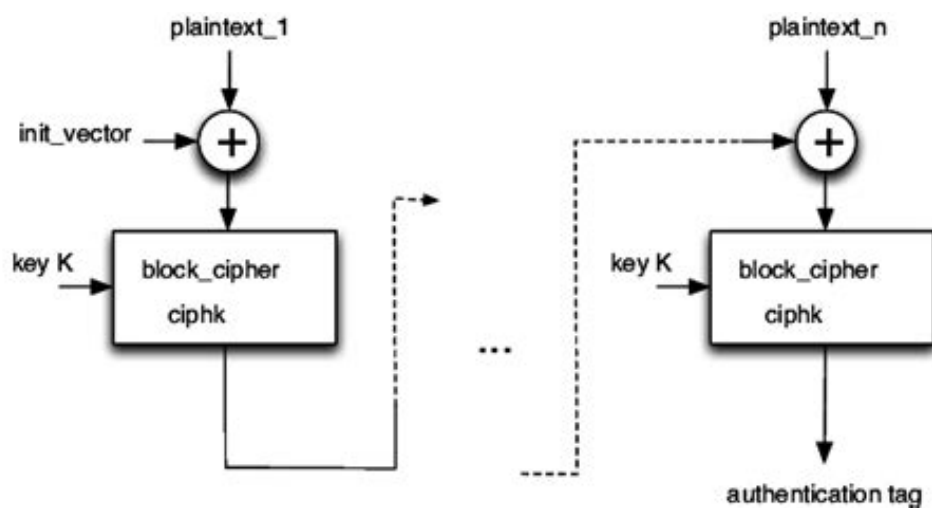 plaintext_1
plaintext_n
init_vector
+
+
key K
block_cipher
ciphk
...
key K
block_cipher
ciphk
authentication tag